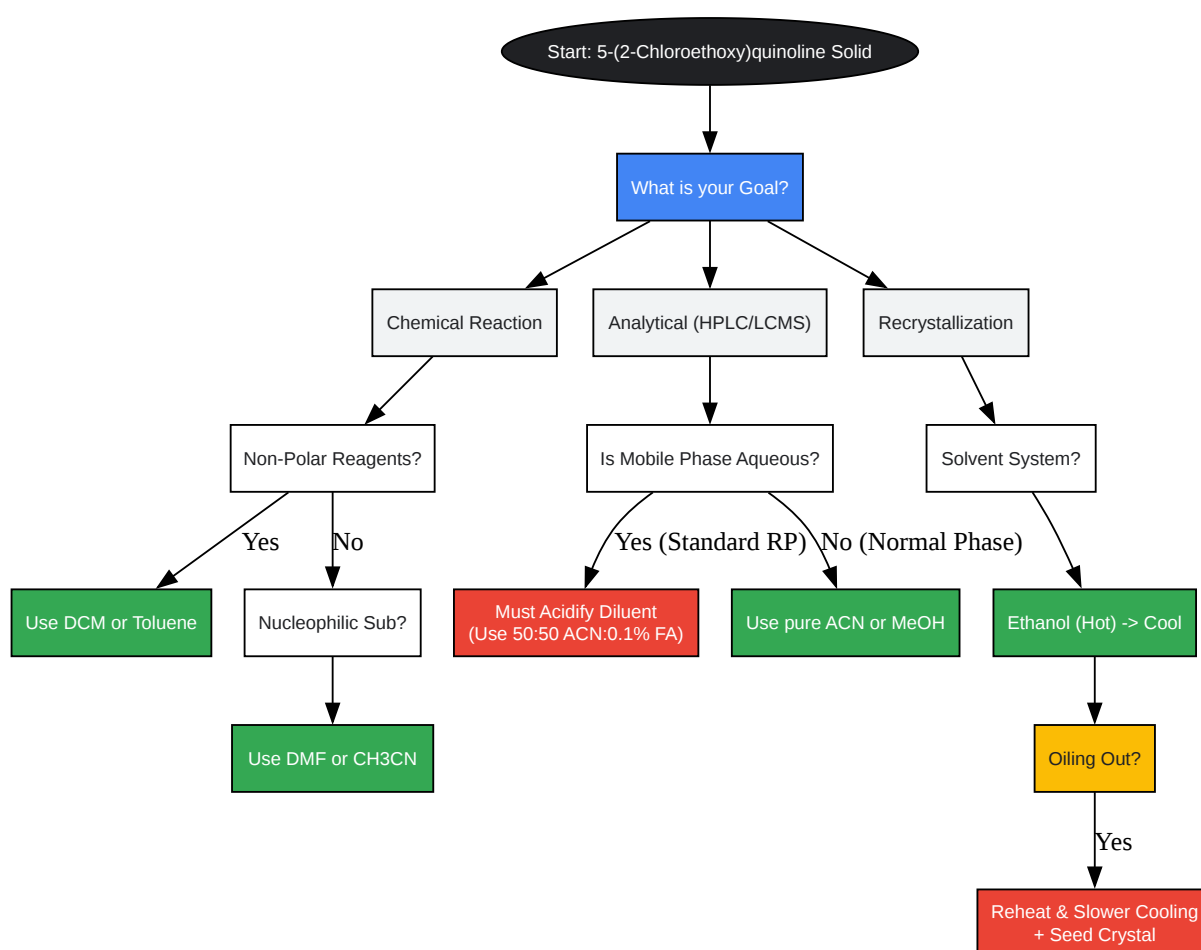 Start: 5-(2-Chloroethoxy)quinoline Solid
What is your Goal?
Chemical Reaction
Analytical (HPLC/LCMS)
Recrystallization
Non-Polar Reagents?
Is Mobile Phase Aqueous?
Solvent System?
Yes
No
Yes (Standard RP)
No (Normal Phase)
Use DCM or Toluene
Nucleophilic Sub?
Must Acidify Diluent
(Use 50:50 ACN:0.1% FA)
Use pure ACN or MeOH
Ethanol (Hot) -> Cool
Use DMF or CH3CN
Oiling Out?
Yes
Reheat & Slower Cooling
+ Seed Crystal